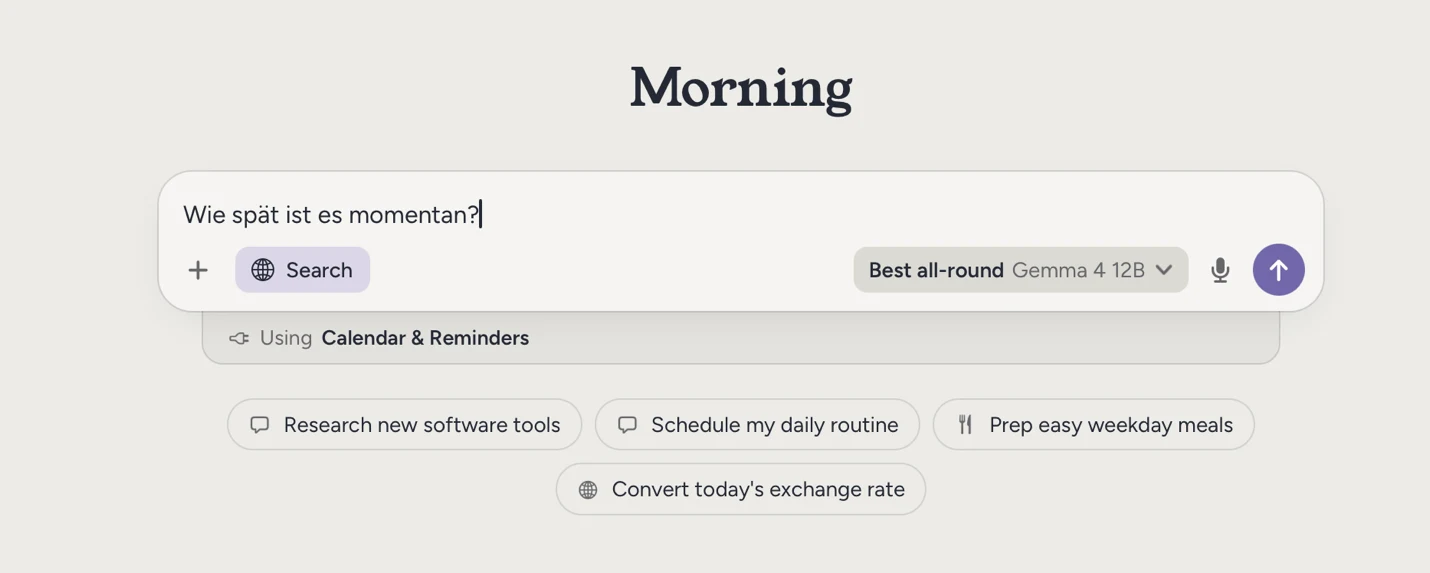 Morning
Wie spät ist es momentan?
Search
Best all-round Gemma 4 12B
Using Calendar & Reminders
Research new software tools
Schedule my daily routine
Prep easy weekday meals
Convert today's exchange rate